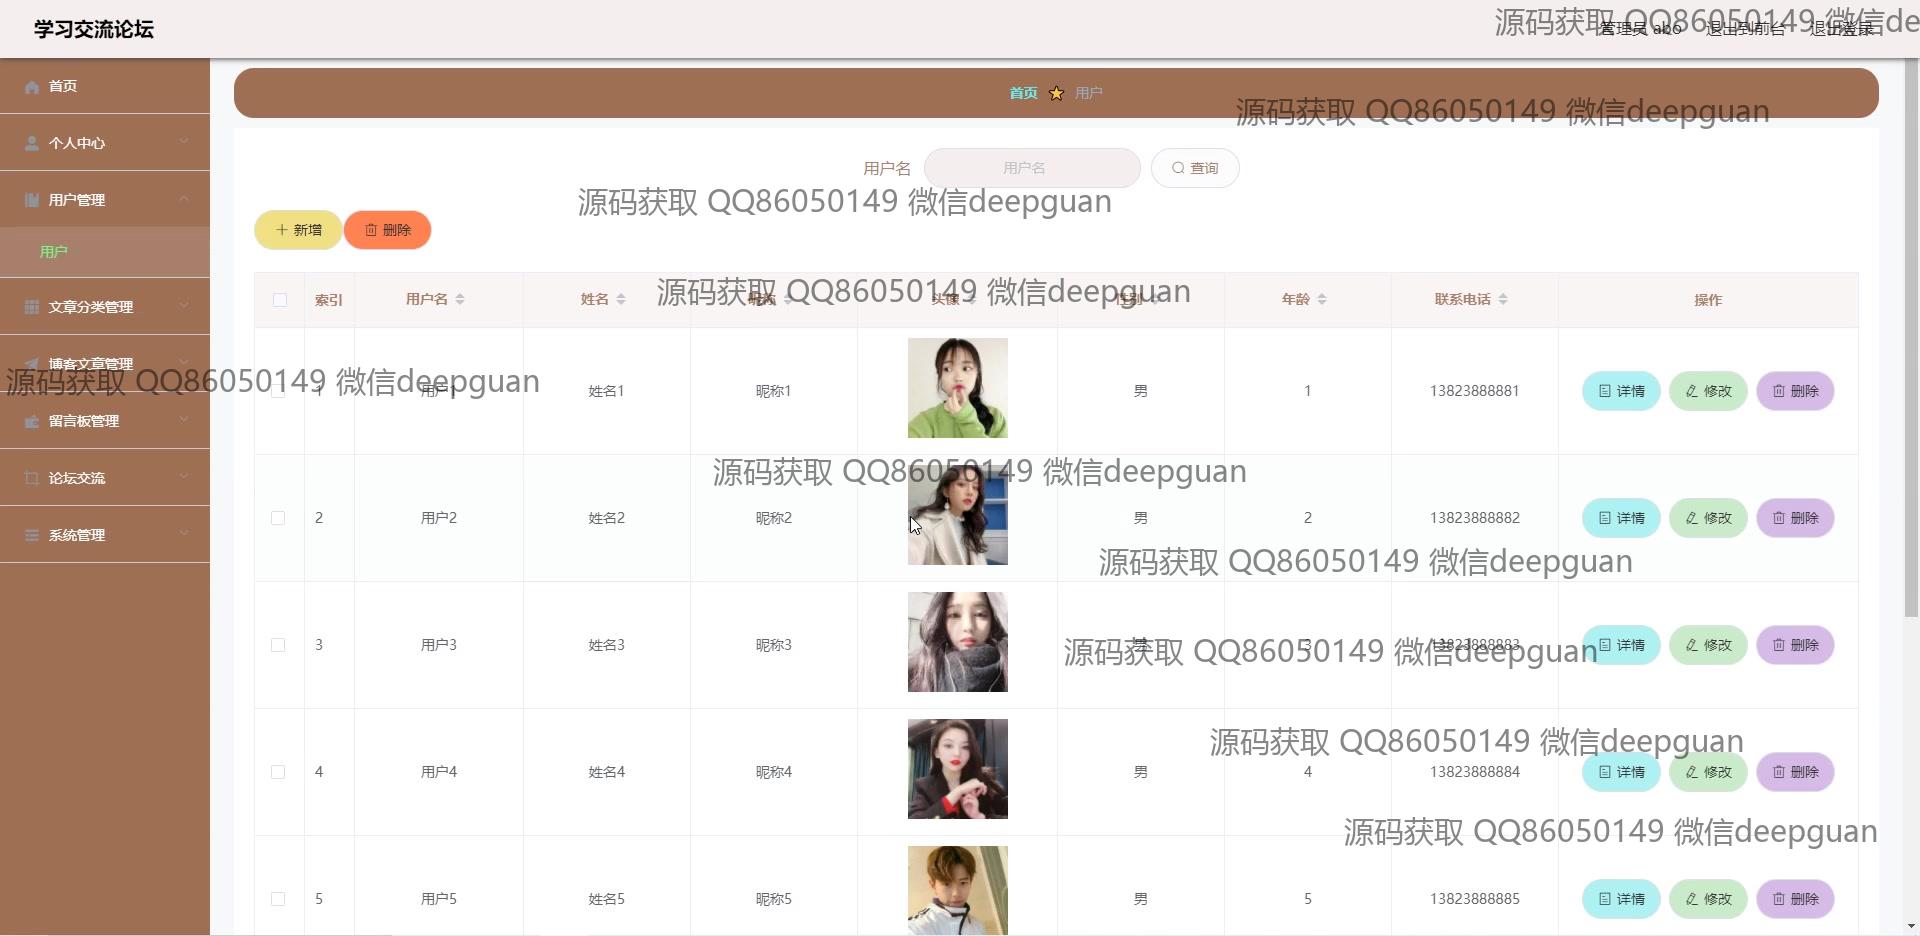 学习交流论坛
管理员 abo 退出到前台 退出登录
源码获取 QQ86050149 微信de
首页
个人中心
用户管理
用户
文章分类管理
博客文章管理
留言板管理
论坛交流
系统管理
首页 用户
源码获取 QQ86050149 微信deepguan
用户名 用户名 查询
源码获取 QQ86050149 微信deepguan
新增 删除
源码获取 QQ86050149 微信deepguan
索引 用户名 姓名 昵称 头像 性别 年龄 联系电话 操作
源码获取 QQ86050149 微信deepguan
1 用户1 姓名1 昵称1 男 1 13823888881 详情 修改 删除
源码获取 QQ86050149 微信deepguan
2 用户2 姓名2 昵称2 男 2 13823888882 详情 修改 删除
源码获取 QQ86050149 微信deepguan
3 用户3 姓名3 昵称3 男 3 13823888883 详情 修改 删除
源码获取 QQ86050149 微信deepguan
源码获取 QQ86050149 微信deepguan
4 用户4 姓名4 昵称4 男 4 13823888884 详情 修改 删除
源码获取 QQ86050149 微信deepguan
5 用户5 姓名5 昵称5 男 5 13823888885 详情 修改 删除